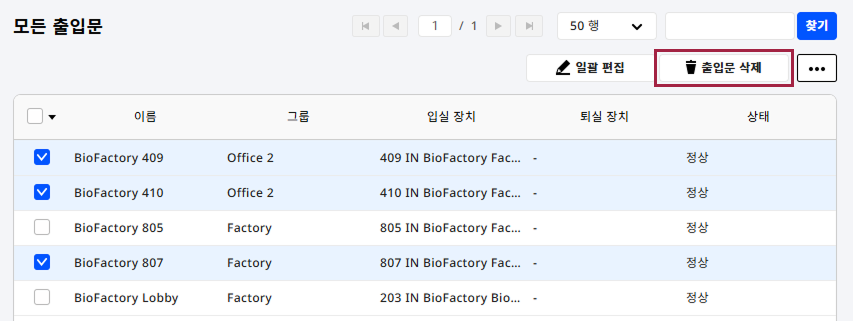 모든 출입문
1 / 1
50 행
찾기
일괄 편집
출입문 삭제
이름 그룹 입실 장치 퇴실 장치 상태
BioFactory 409 Office 2 409 IN BioFactory Fac... - 정상
BioFactory 410 Office 2 410 IN BioFactory Fac... - 정상
BioFactory 805 Factory 805 IN BioFactory Fac... - 정상
BioFactory 807 Factory 807 IN BioFactory Fac... - 정상
BioFactory Lobby Factory 203 IN BioFactory Bio... - 정상